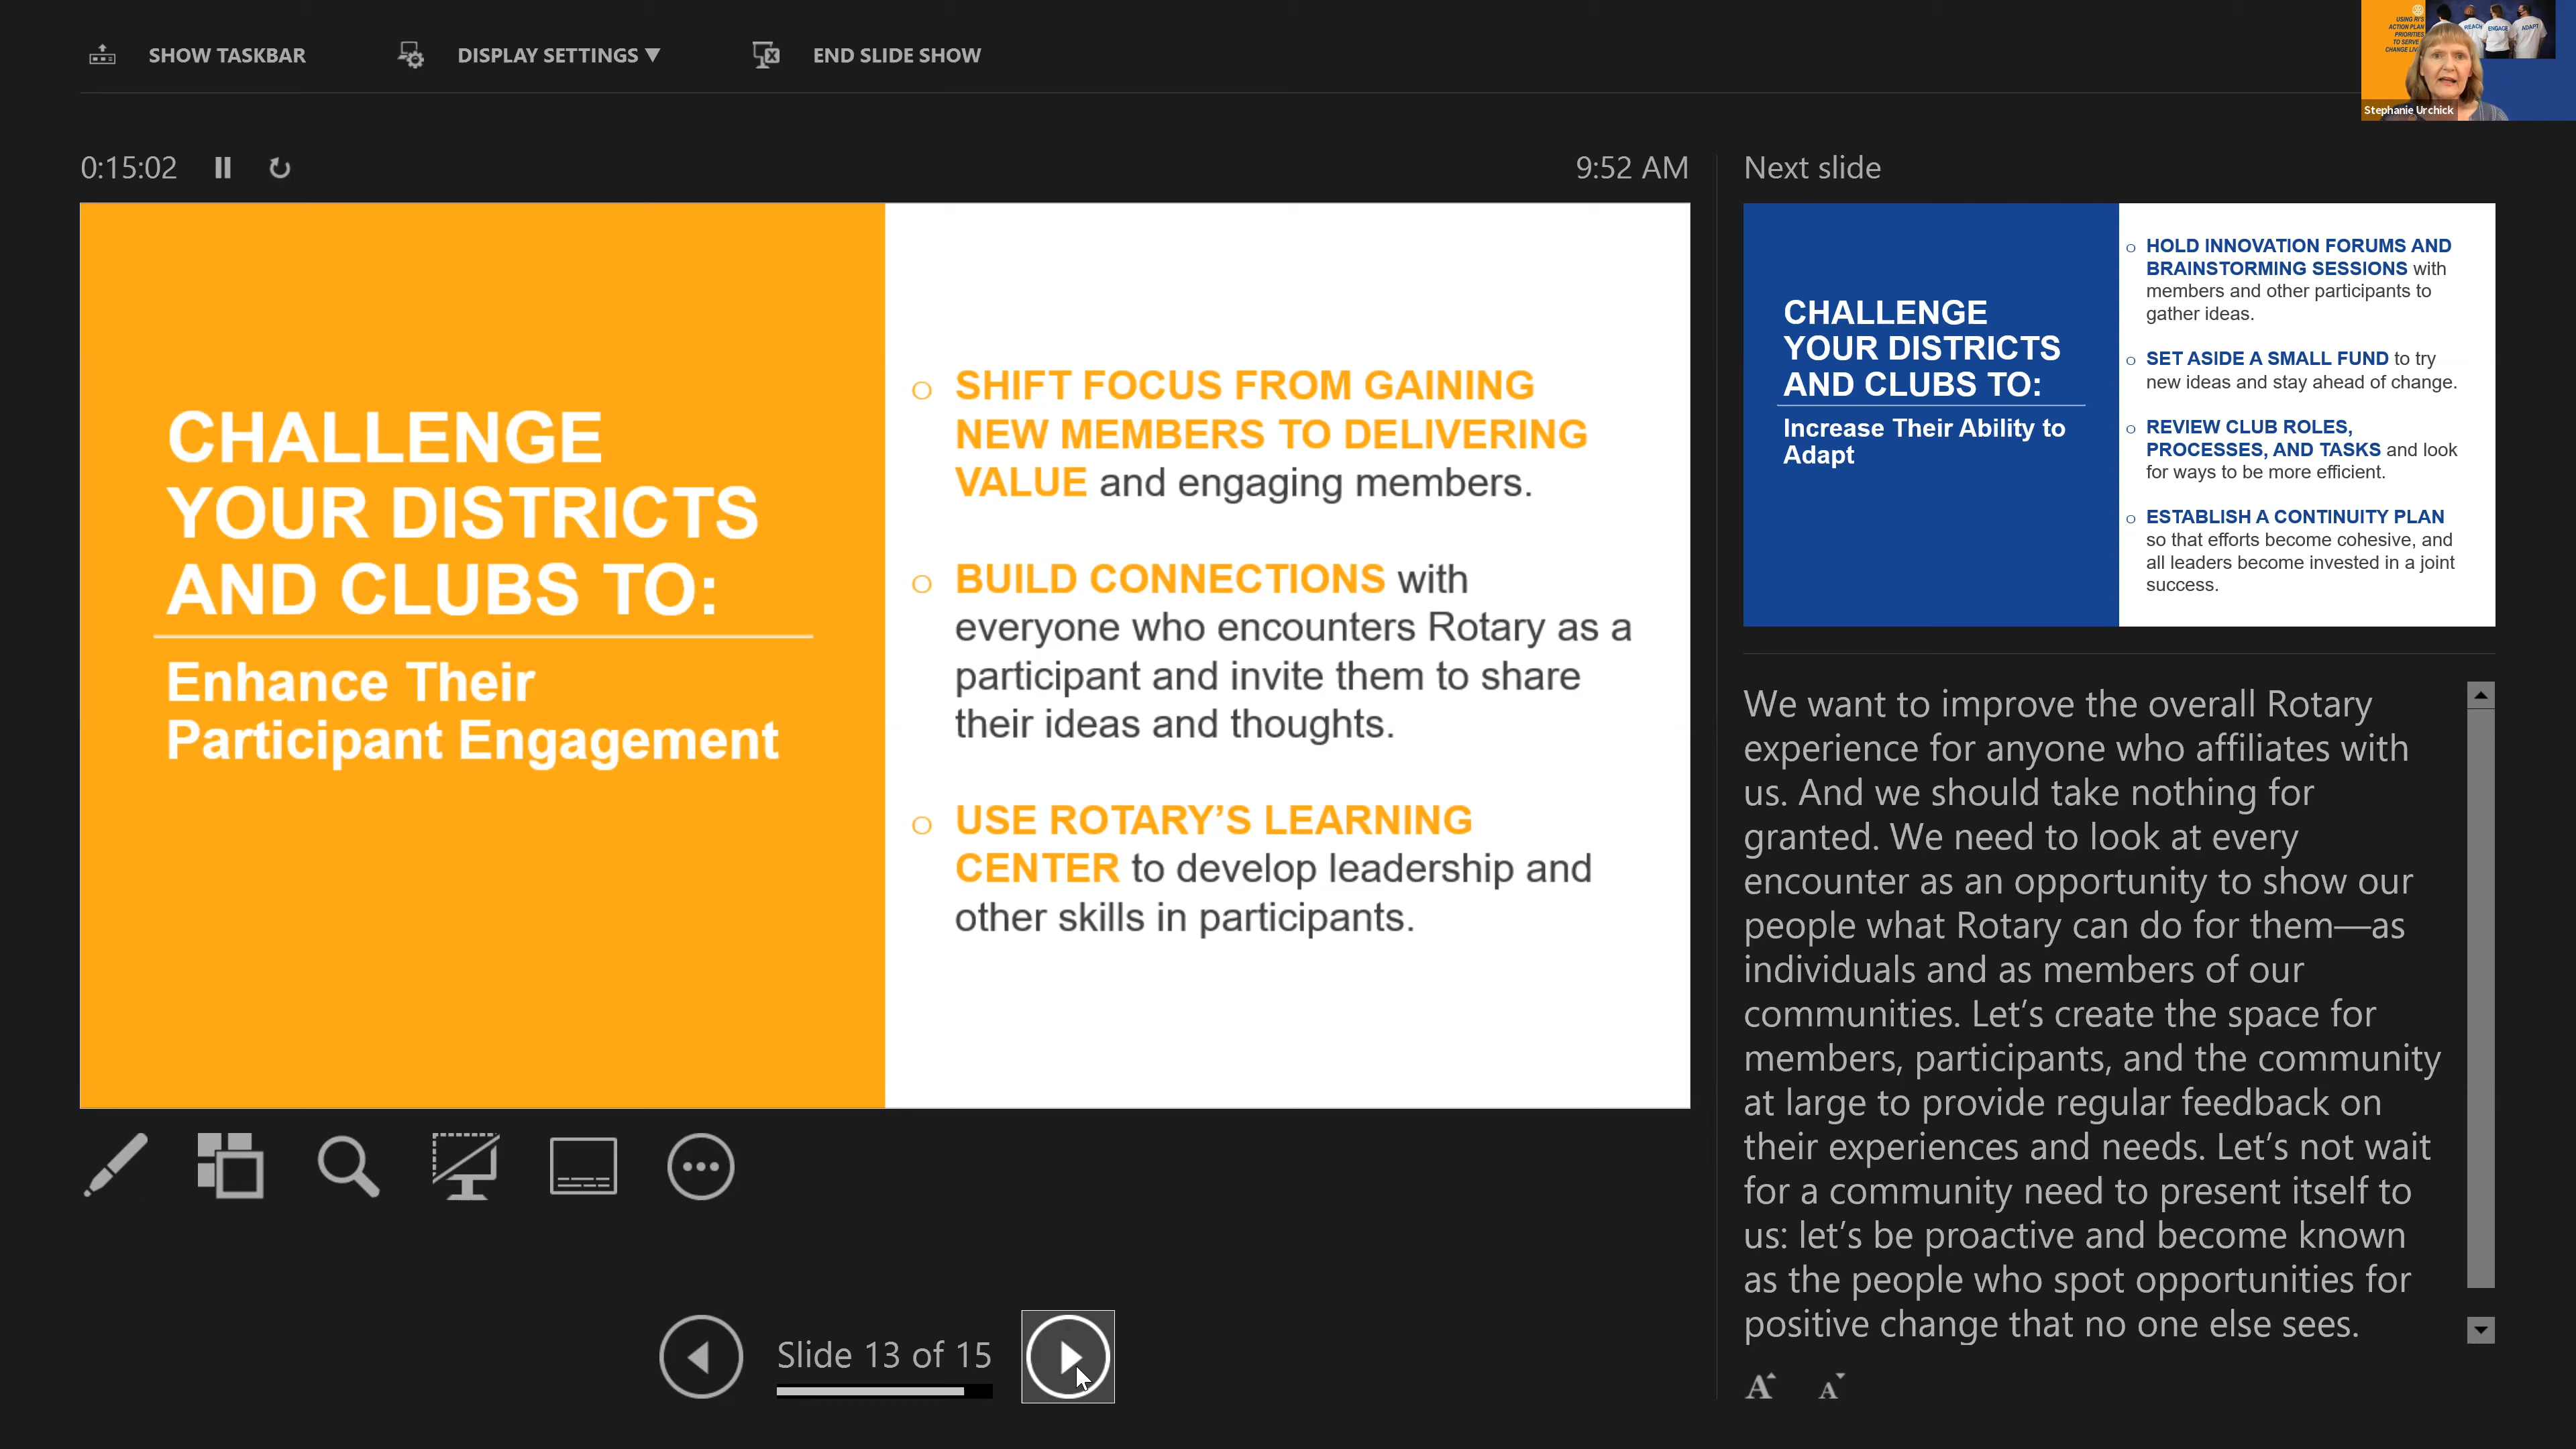 SHOW TASKBAR
DISPLAY SETTINGS ▼
END SLIDE SHOW
USING RI'S
ACTION PLAN
PRIORITIES
TO SERVE
CHANGE LIV
REACH
ENGAGE
ADAPT
Stephanie Urchick
0:15:02
9:52 AM
CHALLENGE
YOUR DISTRICTS
AND CLUBS TO:
Enhance Their
Participant Engagement
o SHIFT FOCUS FROM GAINING
NEW MEMBERS TO DELIVERING
VALUE and engaging members.
o BUILD CONNECTIONS with
everyone who encounters Rotary as a
participant and invite them to share
their ideas and thoughts.
o USE ROTARY’S LEARNING
CENTER to develop leadership and
other skills in participants.
Slide 13 of 15
Next slide
CHALLENGE
YOUR DISTRICTS
AND CLUBS TO:
Increase Their Ability to
Adapt
o HOLD INNOVATION FORUMS AND
BRAINSTORMING SESSIONS with
members and other participants to
gather ideas.
o SET ASIDE A SMALL FUND to try
new ideas and stay ahead of change.
o REVIEW CLUB ROLES,
PROCESSES, AND TASKS and look
for ways to be more efficient.
o ESTABLISH A CONTINUITY PLAN
so that efforts become cohesive, and
all leaders become invested in a joint
success.
We want to improve the overall Rotary
experience for anyone who affiliates with
us. And we should take nothing for
granted. We need to look at every
encounter as an opportunity to show our
people what Rotary can do for them—as
individuals and as members of our
communities. Let’s create the space for
members, participants, and the community
at large to provide regular feedback on
their experiences and needs. Let’s not wait
for a community need to present itself to
us: let’s be proactive and become known
as the people who spot opportunities for
positive change that no one else sees.
A A